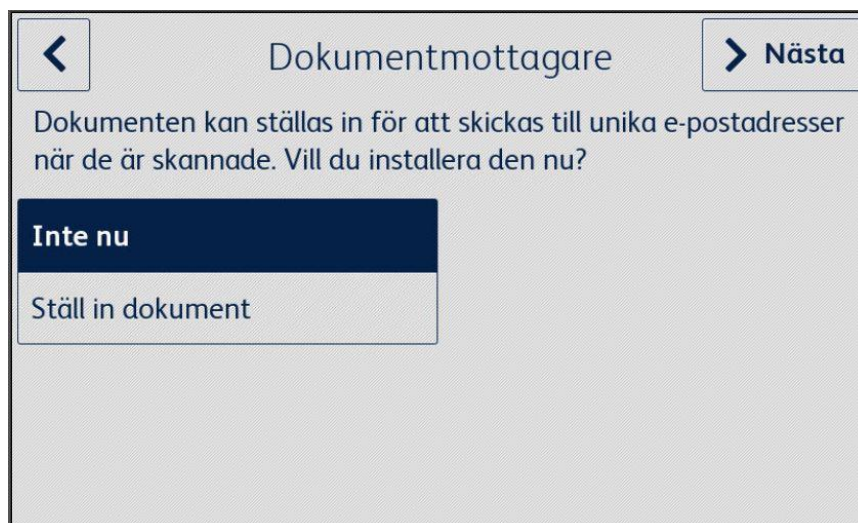 Dokumentmottagare
Nästa
Dokumenten kan ställas in för att skickas till unika e-postadresser
när de är skannade. Vill du installera den nu?
Inte nu
Ställ in dokument